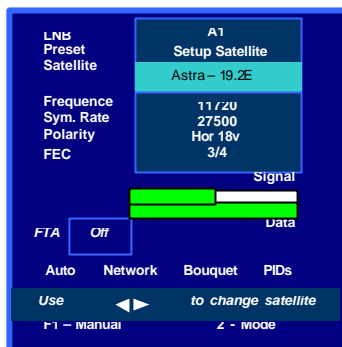 LNB A1
Preset Setup Satellite
Satellite Astra – 19.2E
Frequence 11720
Sym. Rate 27500
Polarity Hor 18v
FEC 3/4
Signal
Data
FTA Off
Auto Network Bouquet PIDs
Use ◀▶ to change satellite
F1 – Manual 2 - Mode